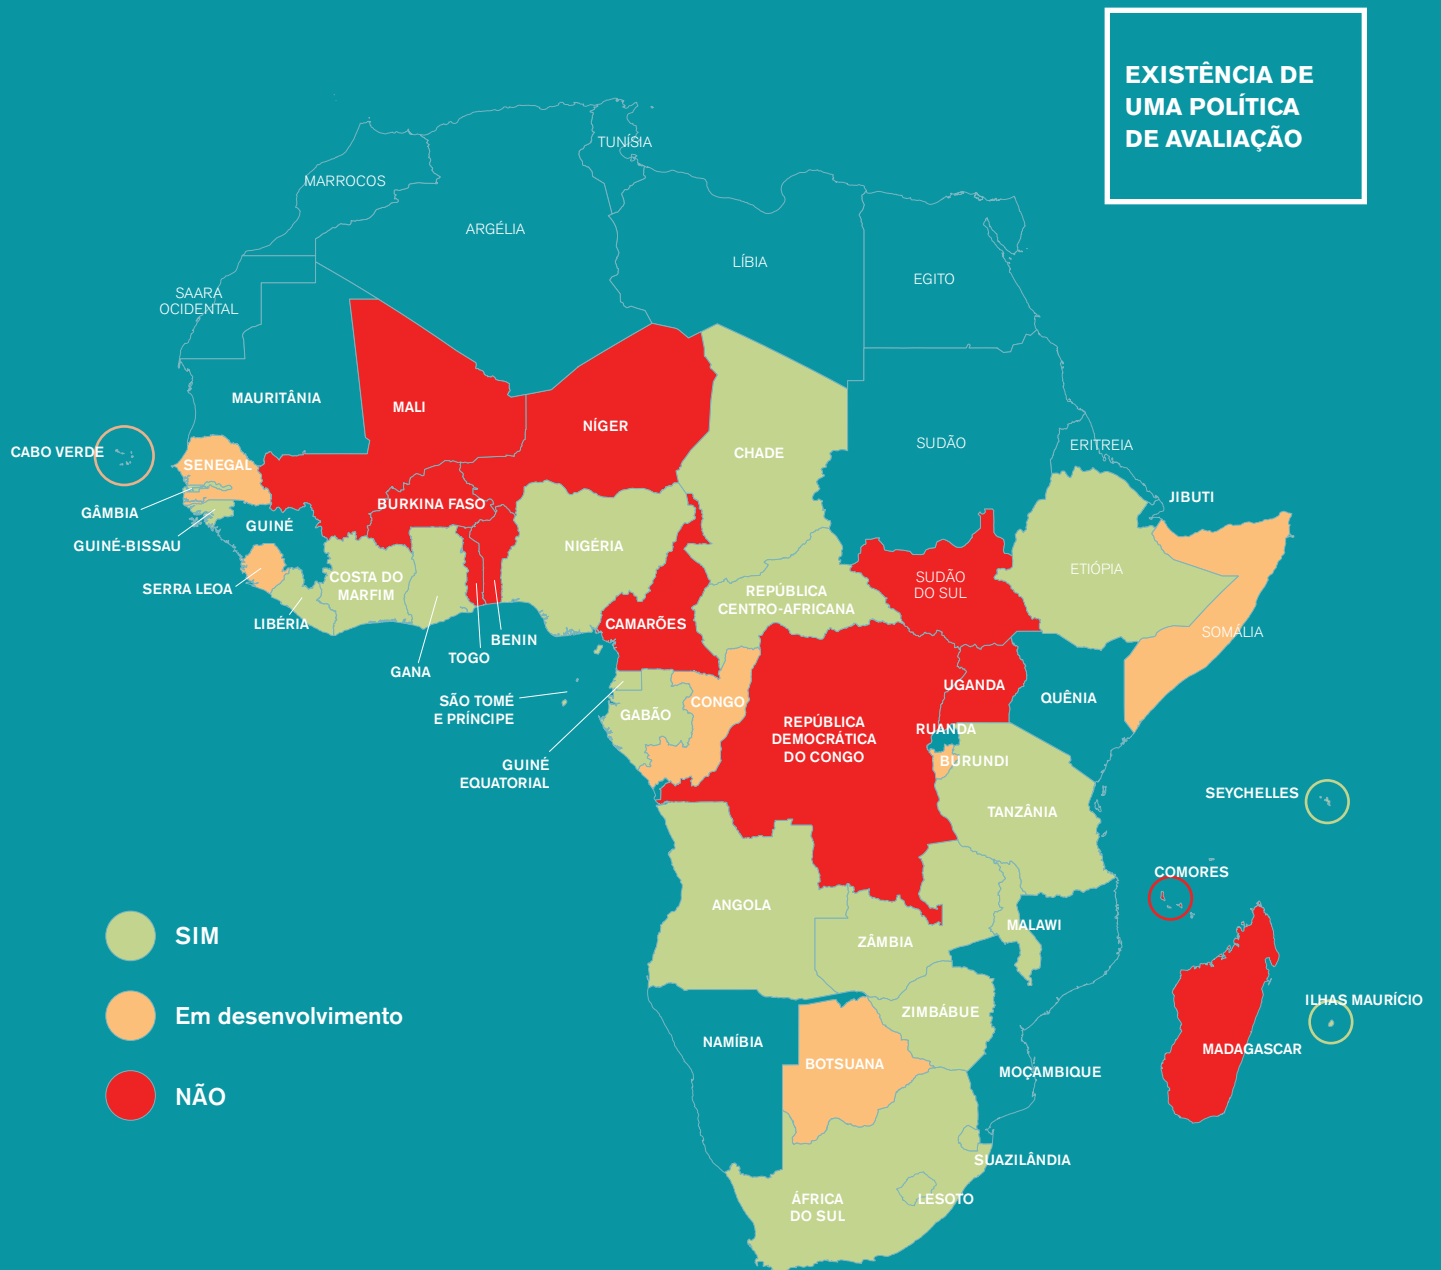 EXISTÊNCIA DE
UMA POLÍTICA
DE AVALIAÇÃO
TUNÍSIA
MARROCOS
ARGÉLIA
LÍBIA
EGITO
SAARA
OCIDENTAL
MAURITÂNIA
MALI
NÍGER
CHADE
SUDÃO
ERITREIA
CABO VERDE
SENEGAL
GÂMBIA
GUINÉ-BISSAU
GUINÉ
BURKINA FASO
JIBUTI
SERRA LEOA
LIBÉRIA
COSTA DO
MARFIM
GANA
TOGO
BENIN
NIGÉRIA
CAMARÕES
REPÚBLICA
CENTRO-AFRICANA
SUDÃO
DO SUL
ETIÓPIA
SOMÁLIA
SÃO TOMÉ
E PRÍNCIPE
GUINÉ
EQUATORIAL
GABÃO
CONGO
REPÚBLICA
DEMOCRÁTICA
DO CONGO
UGANDA
QUÊNIA
RUANDA
BURUNDI
TANZÂNIA
SEYCHELLES
COMORES
ANGOLA
ZÂMBIA
MALAWI
ILHAS MAURÍCIO
ZIMBÁBUE
NAMÍBIA
BOTSUANA
MOÇAMBIQUE
MADAGASCAR
SUAZILÂNDIA
LESOTO
ÁFRICA
DO SUL
SIM
Em desenvolvimento
NÃO